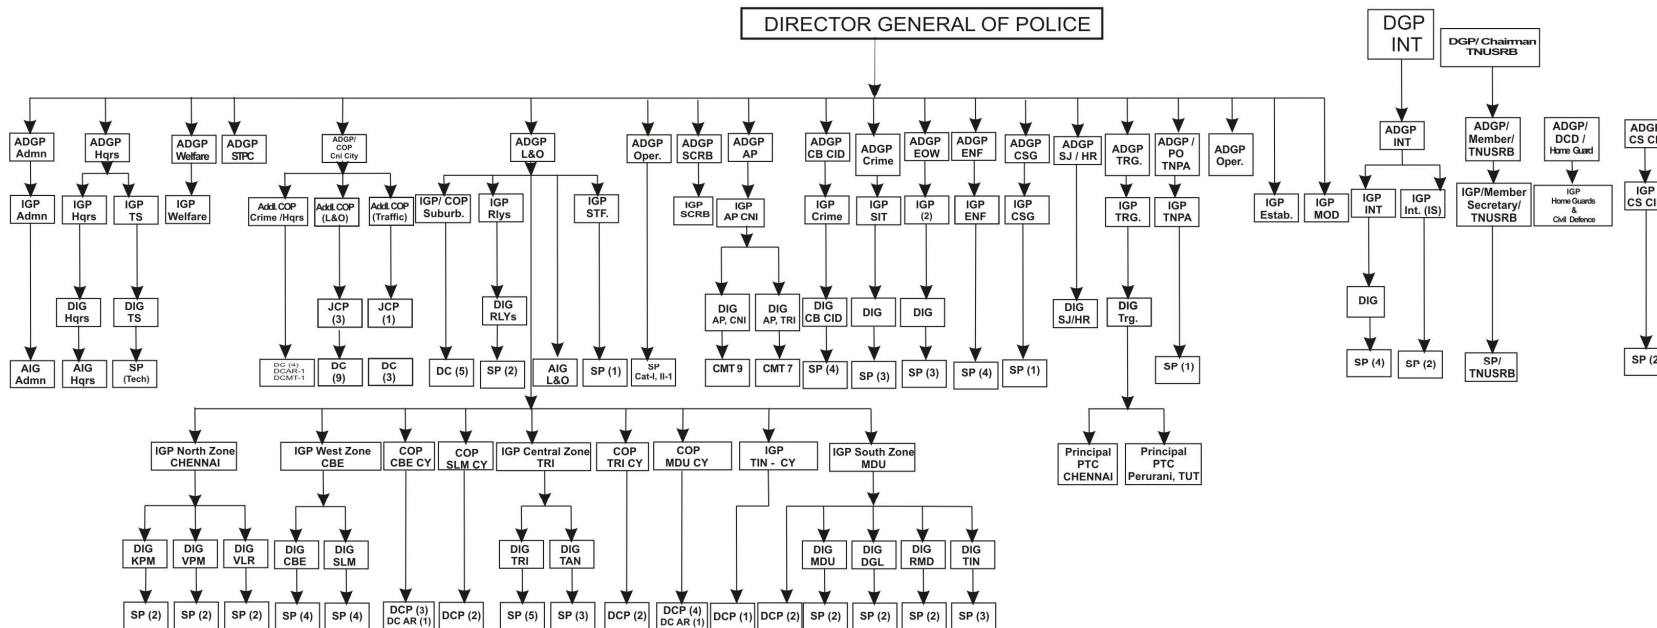 DIRECTOR GENERAL OF POLICE
DGP
INT
DGP/ Chairman
TNUSRB
ADGP
Admn
ADGP
Hqrs
ADGP
Welfare
ADGP
STPC
ADGP/
COP
Cni City
ADGP
L&O
ADGP
Oper.
ADGP
SCRB
ADGP
AP
ADGP
CB CID
ADGP
Crime
ADGP
EOW
ADGP
ENF
ADGP
CSG
ADGP
SJ / HR
ADGP
TRG.
ADGP /
PO
TNPA
ADGP
Oper.
ADGP
INT
ADGP/
Member/
TNUSRB
ADGP/
DCD /
Home Guard
IGP
Admn
IGP
Hqrs
IGP
TS
IGP
Welfare
Addl.COP
Crime /Hqrs
Addl.COP
(L&O)
Addl.COP
(Traffic)
IGP/ COP
Suburb.
IGP
Rlys
IGP
STF.
IGP
SCRB
IGP
AP CNI
IGP
Crime
IGP
SIT
IGP
(2)
IGP
ENF
IGP
CSG
IGP
TRG.
IGP
TNPA
IGP
Estab.
IGP
MOD
IGP
INT
IGP
Int. (IS)
IGP/Member
Secretary/
TNUSRB
IGP
Home Guards
&
Civil Defence
IGP
DIG
Hqrs
DIG
TS
JCP
(3)
JCP
(1)
DIG
RLYs
DIG
AP, CNI
DIG
AP, TRI
DIG
CB CID
DIG
DIG
DIG
SJ/HR
DIG
Trg.
DIG
AIG
Admn
AIG
Hqrs
SP
(Tech)
DC (4)
DCAR-1
DCMT-1
DC
(9)
DC
(3)
DC (5)
SP (2)
AIG
L&O
SP (1)
SP
Cat-I, II-1
CMT 9
CMT 7
SP (4)
SP (3)
SP (3)
SP (4)
SP (1)
SP (1)
SP (4)
SP (2)
SP/
TNUSRB
IGP North Zone
CHENNAI
IGP West Zone
CBE
COP
CBE CY
COP
SLM CY
IGP Central Zone
TRI
COP
TRI CY
COP
MDU CY
IGP
TIN - CY
IGP South Zone
MDU
Principal
PTC
CHENNAI
Principal
PTC
Perurani, TUT
DIG
KPM
DIG
VPM
DIG
VLR
DIG
CBE
DIG
SLM
DIG
TRI
DIG
TAN
DIG
MDU
DIG
DGL
DIG
RMD
DIG
TIN
SP (2)
SP (2)
SP (2)
SP (4)
SP (4)
DCP (3)
DC AR (1)
DCP (2)
SP (5)
SP (3)
DCP (2)
DCP (4)
DC AR (1)
DCP (1)
DCP (2)
SP (2)
SP (2)
SP (2)
SP (3)